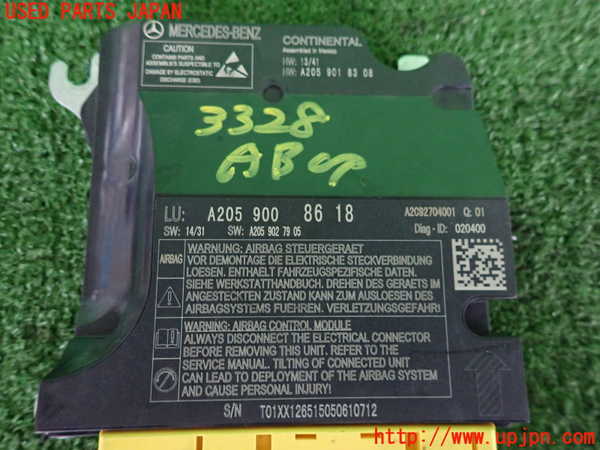 USED PARTS JAPAN
MERCEDES-BENZ
CAUTION
CONTAINS PARTS AND
ASSEMBLIES SUSPECTIBLE TO
DAMAGE BY ELECTROSTATIC
DISCHARGE (ESD)
CONTINENTAL
Assembled in Mexico
HW: 13/41
HW: A205 901 83 08
3328
AB up
LU: A205 900 86 18
A2C92704001 Q: 01
SW: 14/31 SW: A205 902 79 05
Diag-ID: 020400
AIRBAG
WARNUNG: AIRBAG STEUERGERAET
VOR DEMONTAGE DIE ELEKTRISCHE STECKVERBINDUNG
LOESEN. ENTHAELT FAHRZEUGSPEZIFISCHE DATEN.
SIEHE WERKSTATTHANDBUCH. DREHEN DES GERAETS IM
ANGESTECKTEN ZUSTAND KANN ZUM AUSLOESEN DES
AIRBAGSYSTEMS FUEHREN. VERLETZUNGSGEFAHR!
WARNING: AIRBAG CONTROL MODULE
ALWAYS DISCONNECT THE ELECTRICAL CONNECTOR
BEFORE REMOVING THIS UNIT. REFER TO THE
SERVICE MANUAL. TILTING OF CONNECTED UNIT
CAN LEAD TO DEPLOYMENT OF THE AIRBAG SYSTEM
AND CAUSE PERSONAL INJURY!
S/N T01XX128515050610712
http://www.upjpn.com/